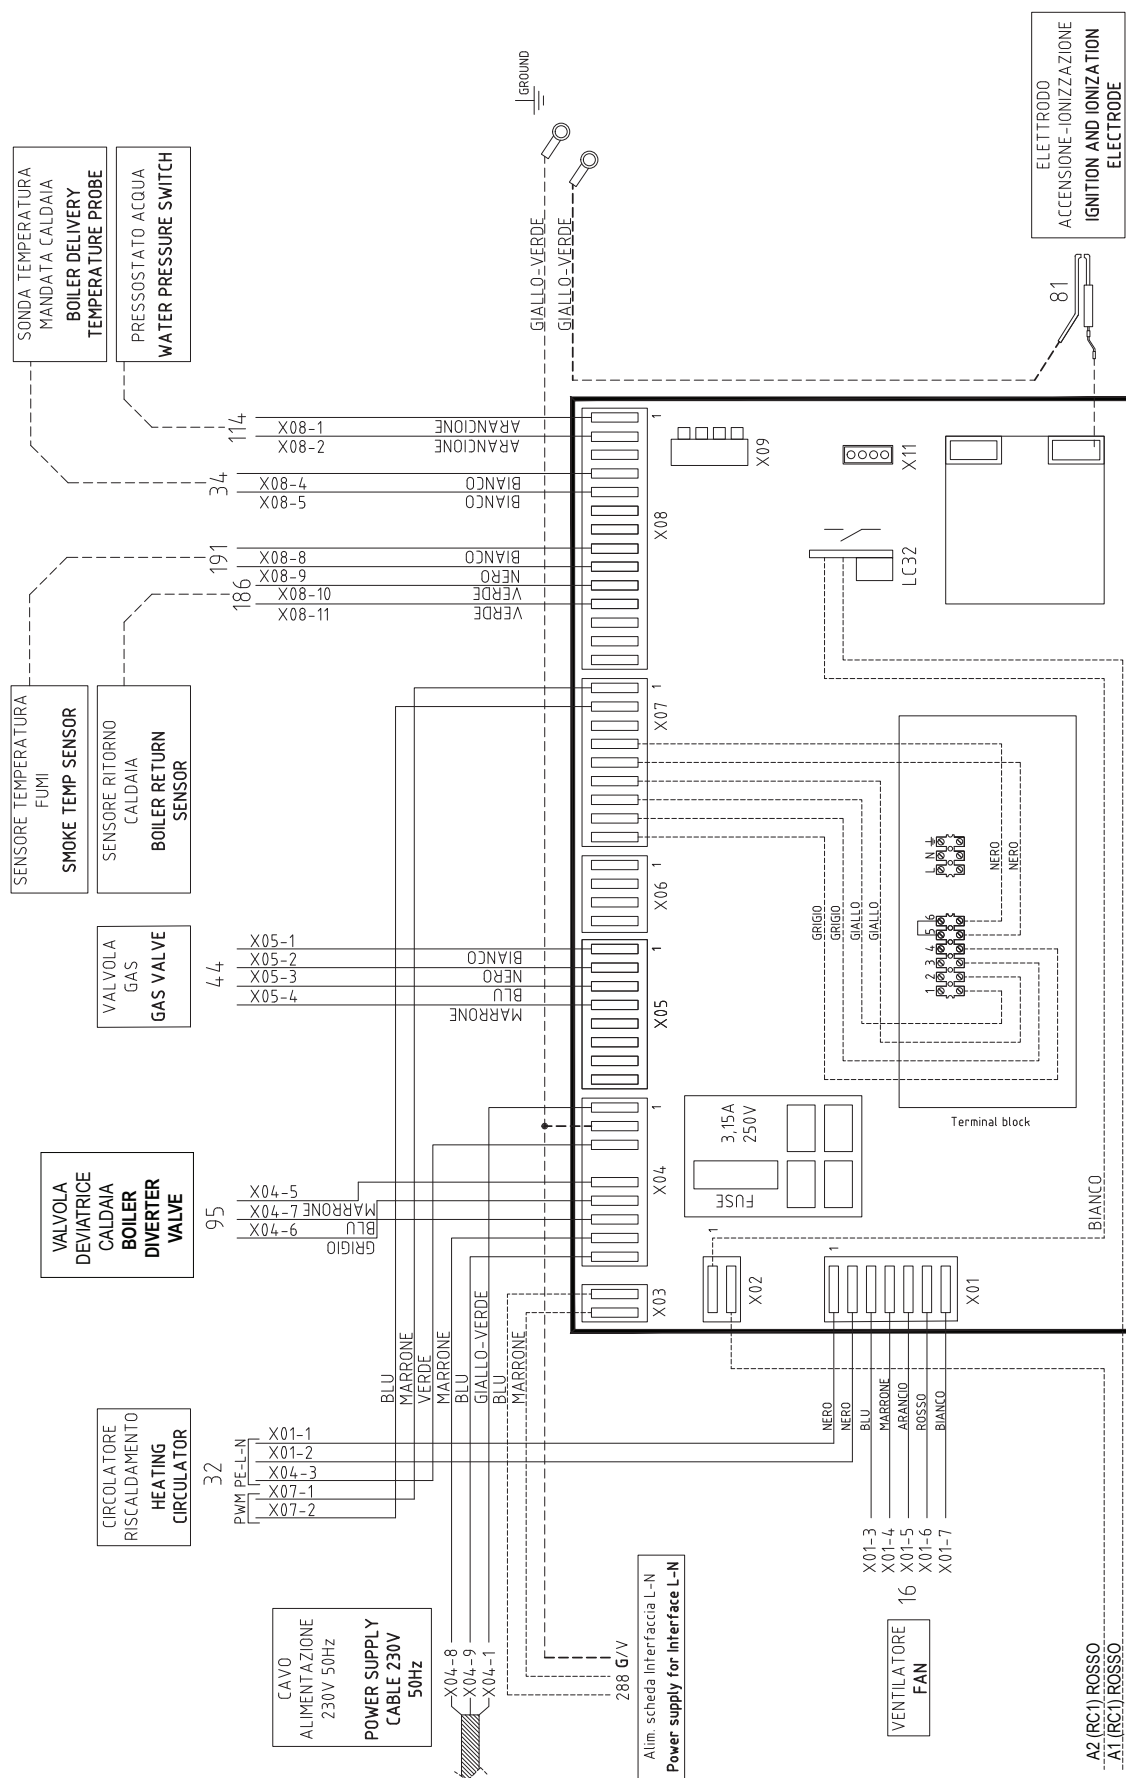 GROUND
ELETTRODO
ACCENSIONE-IONIZZAZIONE
IGNITION AND IONIZATION
ELECTRODE
81
SONDA TEMPERATURA
MANDATA CALDAIA
BOILER DELIVERY
TEMPERATURE PROBE
PRESSOSTATO ACQUA
WATER PRESSURE SWITCH
GIALLO-VERDE
GIALLO-VERDE
114
X08-1
ARANCIONE
X08-2
ARANCIONE
34
X08-4
BIANCO
X08-5
BIANCO
191
X08-8
BIANCO
X08-9
NERO
186
X08-10
VERDE
X08-11
VERDE
1
X08
X09
X11
LC32
SENSORE TEMPERATURA
FUMI
SMOKE TEMP SENSOR
SENSORE RITORNO
CALDAIA
BOILER RETURN
SENSOR
1
X07
1
X06
VALVOLA
GAS
GAS VALVE
44
X05-1
BIANCO
X05-2
NERO
X05-3
BLU
X05-4
MARRONE
1
X05
GRIGIO
GRIGIO
GIALLO
GIALLO
NERO
NERO
L N
1 2 3 4 5 6
Terminal block
VALVOLA
DEVIATRICE
CALDAIA
BOILER
DIVERTER
VALVE
95
X04-5
MARRONE
X04-7
BLU
X04-6
GRIGIO
1
X04
FUSE
3,15A
250V
BIANCO
X03
1
X02
1
X01
BLU
MARRONE
VERDE
MARRONE
BLU
GIALLO-VERDE
BLU
MARRONE
CIRCOLATORE
RISCALDAMENTO
HEATING
CIRCULATOR
32
PWM PE-L-N
X01-1
X01-2
X04-3
X07-1
X07-2
NERO
NERO
BLU
MARRONE
ARANCIO
ROSSO
BIANCO
X01-3
X01-4
X01-5
X01-6
X01-7
16
VENTILATORE
FAN
CAVO
ALIMENTAZIONE
230V 50Hz
POWER SUPPLY
CABLE 230V
50Hz
X04-8
X04-9
X04-1
288 G/V
Alim. scheda Interfaccia L-N
Power supply for Interface L-N
A2 (RC1) ROSSO
A1 (RC1) ROSSO